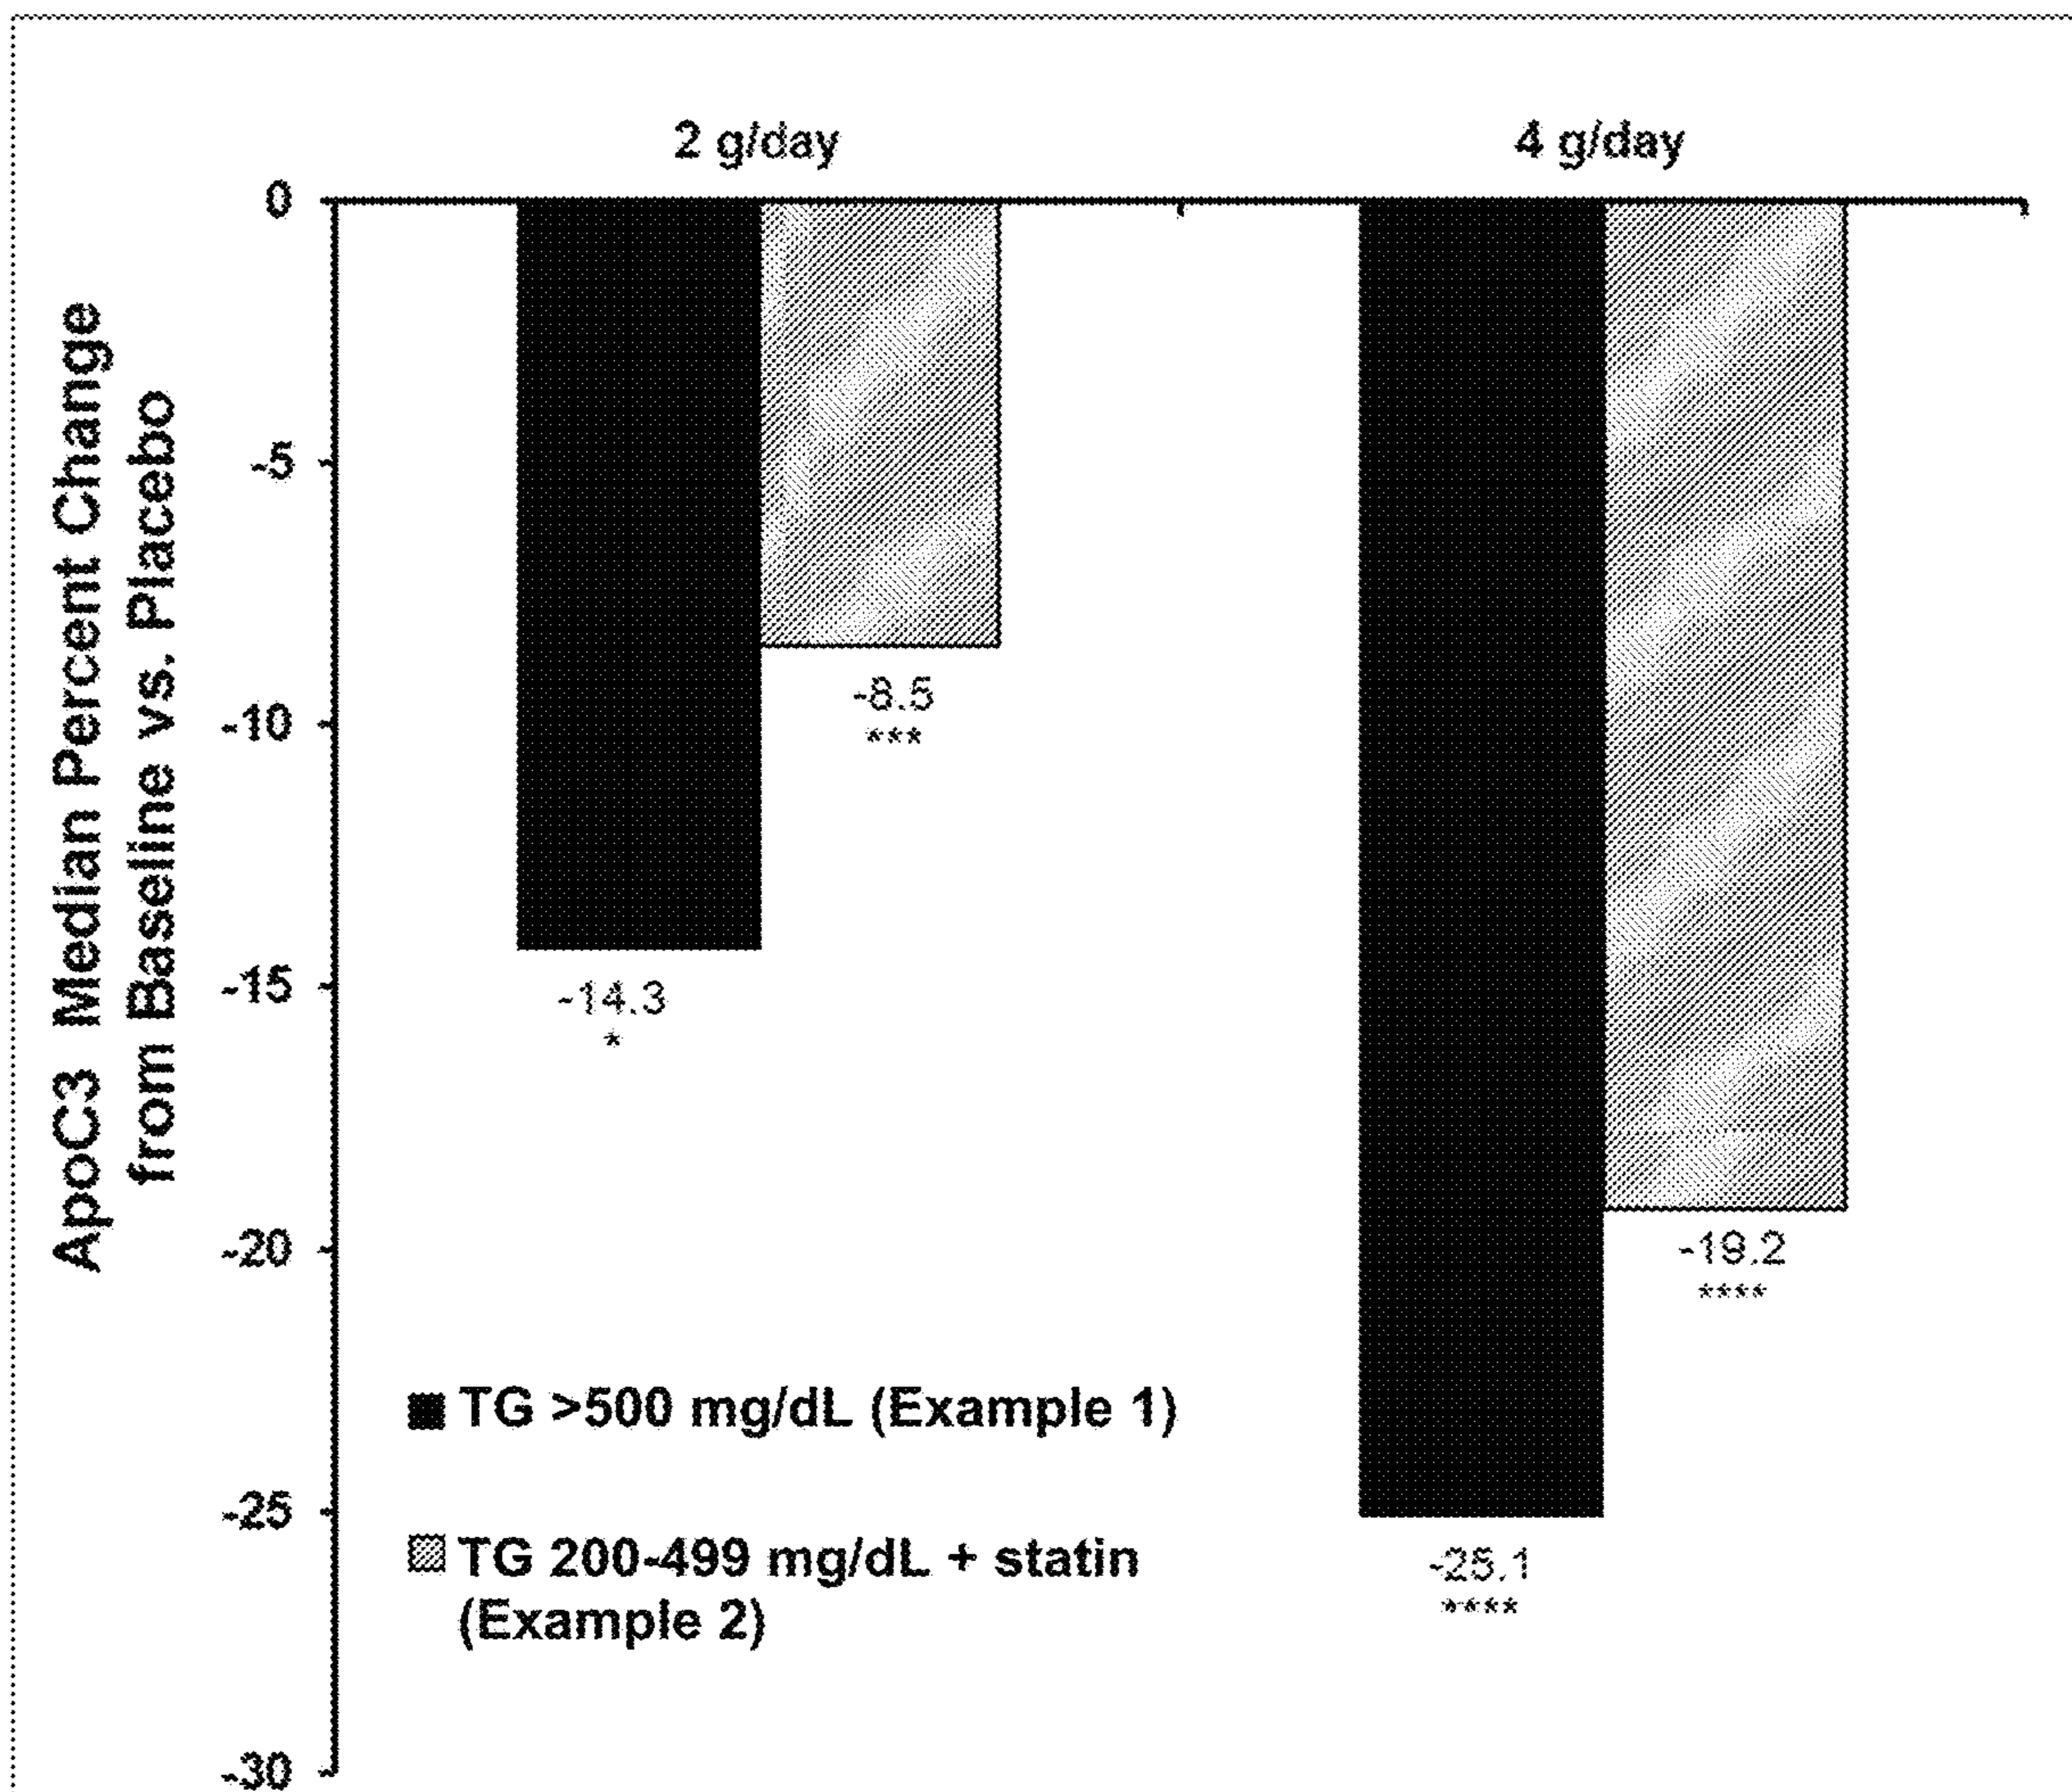 2 g/day
4 g/day
ApoC3 Median Percent Change
from Baseline vs. Placebo
0
-5
-10
-15
-20
-25
-30
-14.3
*
-8.5
***
-25.1
****
-19.2
****
TG >500 mg/dL (Example 1)
TG 200-499 mg/dL + statin
(Example 2)